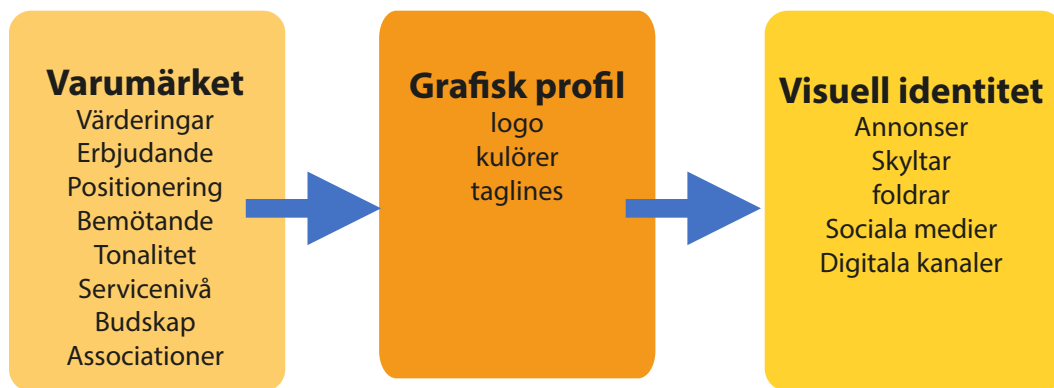 Varumärket
Värderingar
Erbjudande
Positionering
Bemötande
Tonalitet
Servicenivå
Budskap
Associationer
Grafisk profil
logo
kulörer
taglines
Visuell identitet
Annonser
Skyltar
foldrar
Sociala medier
Digitala kanaler